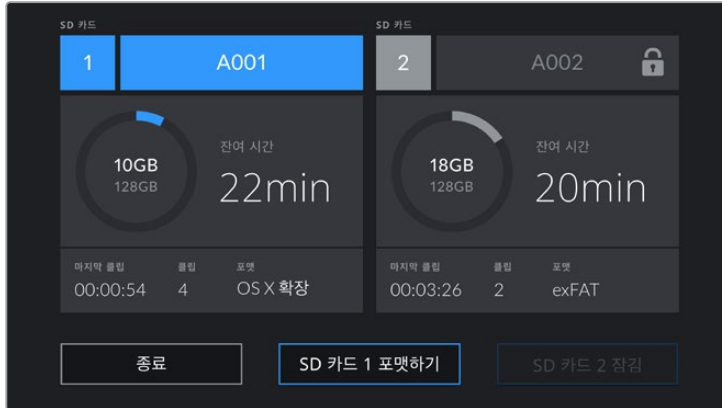 SD 카드
SD 카드
1
A001
2
A002
10GB
128GB
잔여 시간
22min
18GB
128GB
잔여 시간
20min
마지막 클립
클립
포맷
00:00:54
4
OS X 확장
마지막 클립
클립
포맷
00:03:26
2
exFAT
종료
SD 카드 1 포맷하기
SD 카드 2 잠김